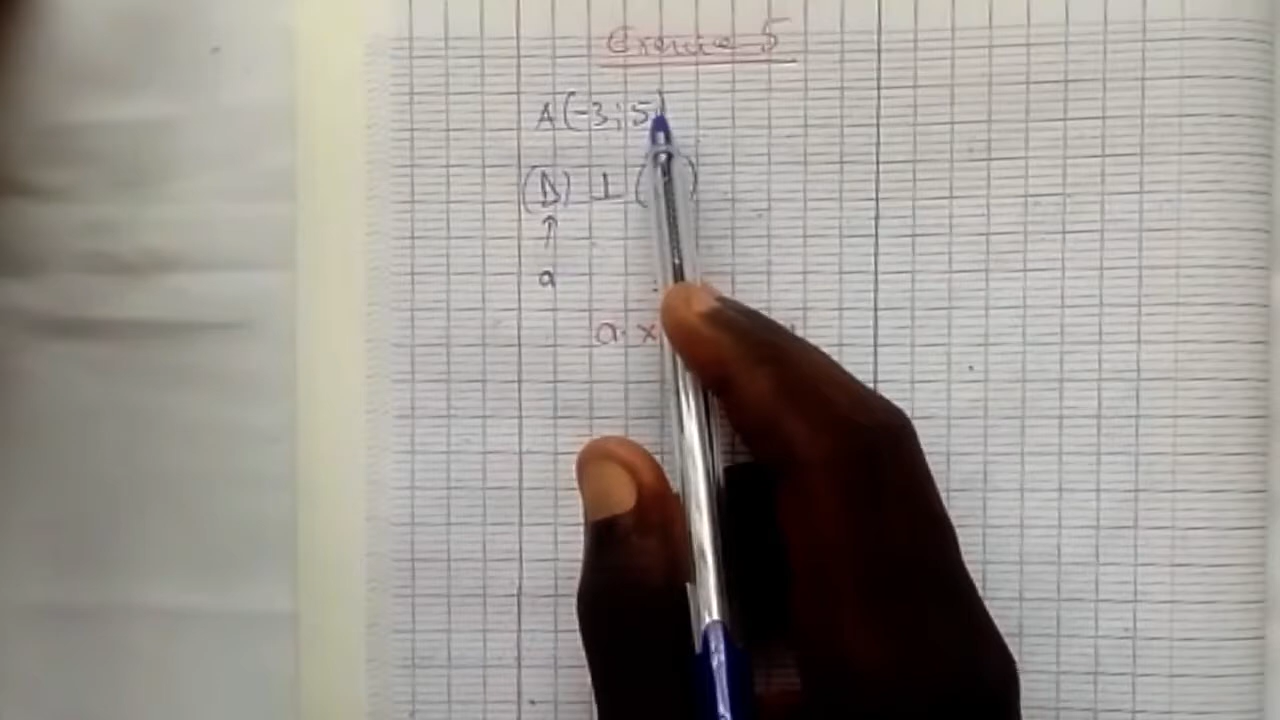 Exercice 5
A(-3; 5)
(D) ⊥ ( )
↑
a
a · x